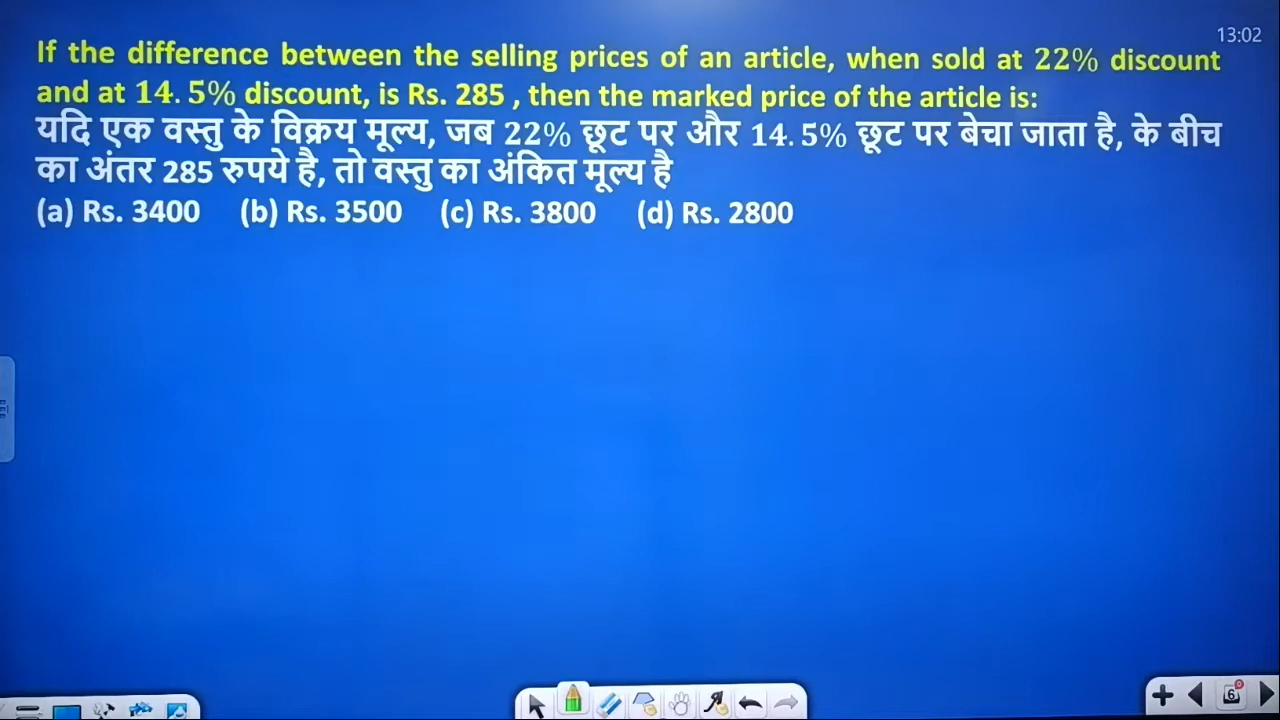 13:02
If the difference between the selling prices of an article, when sold at 22% discount
and at 14.5% discount, is Rs. 285 , then the marked price of the article is:
यदि एक वस्तु के विक्रय मूल्य, जब 22% छूट पर और 14.5% छूट पर बेचा जाता है, के बीच
का अंतर 285 रुपये है, तो वस्तु का अंकित मूल्य है
(a) Rs. 3400 (b) Rs. 3500 (c) Rs. 3800 (d) Rs. 2800
6